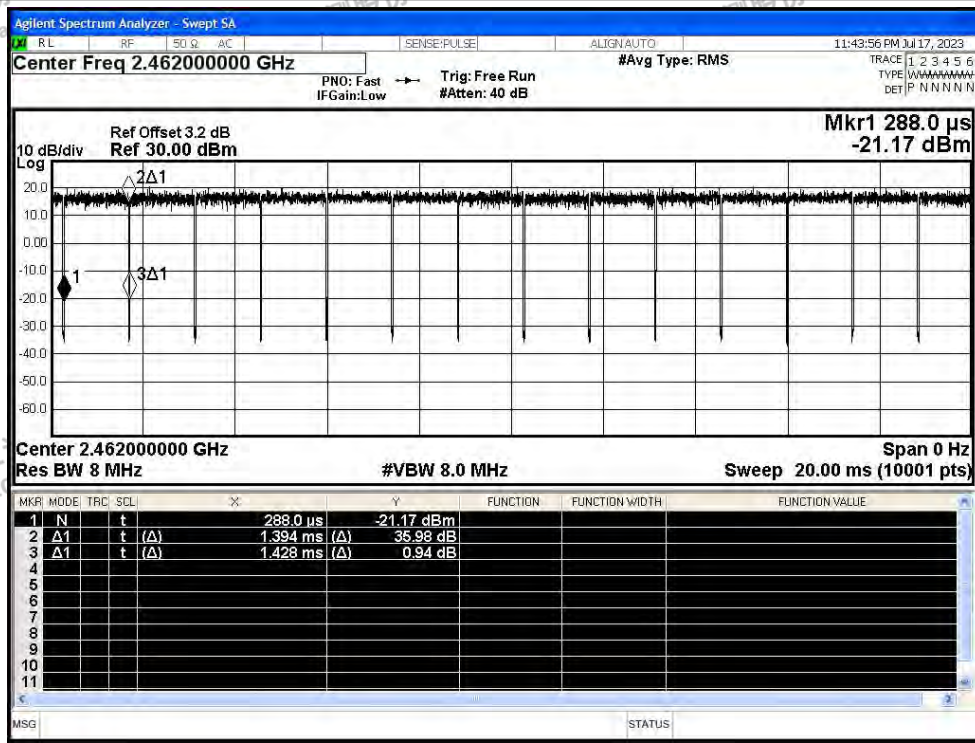 Agilent Spectrum Analyzer - Swept SA
RL RF 50 Ω AC SENSE:PULSE ALIGN AUTO 11:43:56 PM Jul 17, 2023
Center Freq 2.462000000 GHz #Avg Type: RMS TRACE 1 2 3 4 5 6
PNO: Fast Trig: Free Run TYPE WWWWWW
IFGain:Low #Atten: 40 dB DET P N N N N N
Ref Offset 3.2 dB Mkr1 288.0 µs
10 dB/div Ref 30.00 dBm -21.17 dBm
Log
20.0
2Δ1
10.0
0.00
-10.0
1
3Δ1
-20.0
-30.0
-40.0
-50.0
-60.0
Center 2.462000000 GHz Span 0 Hz
Res BW 8 MHz #VBW 8.0 MHz Sweep 20.00 ms (10001 pts)
MKR MODE TRC SCL X Y FUNCTION FUNCTION WIDTH FUNCTION VALUE
1 N t 288.0 µs -21.17 dBm
2 Δ1 t (Δ) 1.394 ms (Δ) 35.98 dB
3 Δ1 t (Δ) 1.428 ms (Δ) 0.94 dB
4
5
6
7
8
9
10
11
MSG STATUS